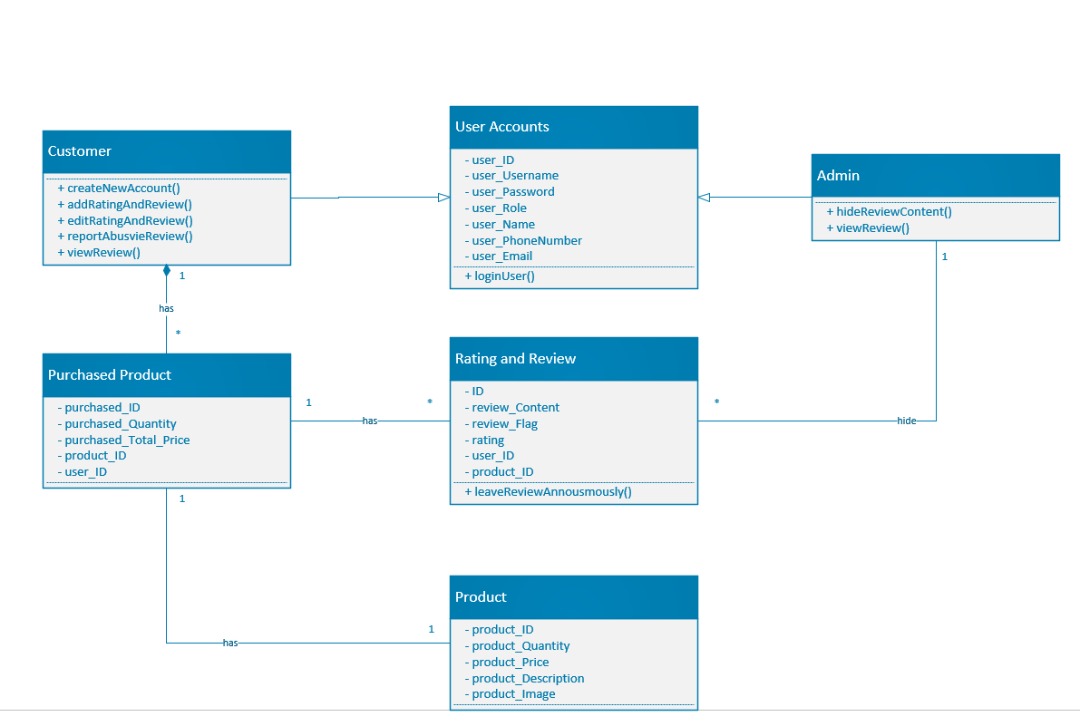 Customer
+ createNewAccount()
+ addRatingAndReview()
+ editRatingAndReview()
+ reportAbusvieReview()
+ viewReview()
User Accounts
- user_ID
- user_Username
- user_Password
- user_Role
- user_Name
- user_PhoneNumber
- user_Email
+ loginUser()
Admin
+ hideReviewContent()
+ viewReview()
1
has
*
1
Purchased Product
- purchased_ID
- purchased_Quantity
- purchased_Total_Price
- product_ID
- user_ID
1
has
*
Rating and Review
- ID
- review_Content
- review_Flag
- rating
- user_ID
- product_ID
+ leaveReviewAnnousmously()
*
hide
1
has
1
Product
- product_ID
- product_Quantity
- product_Price
- product_Description
- product_Image